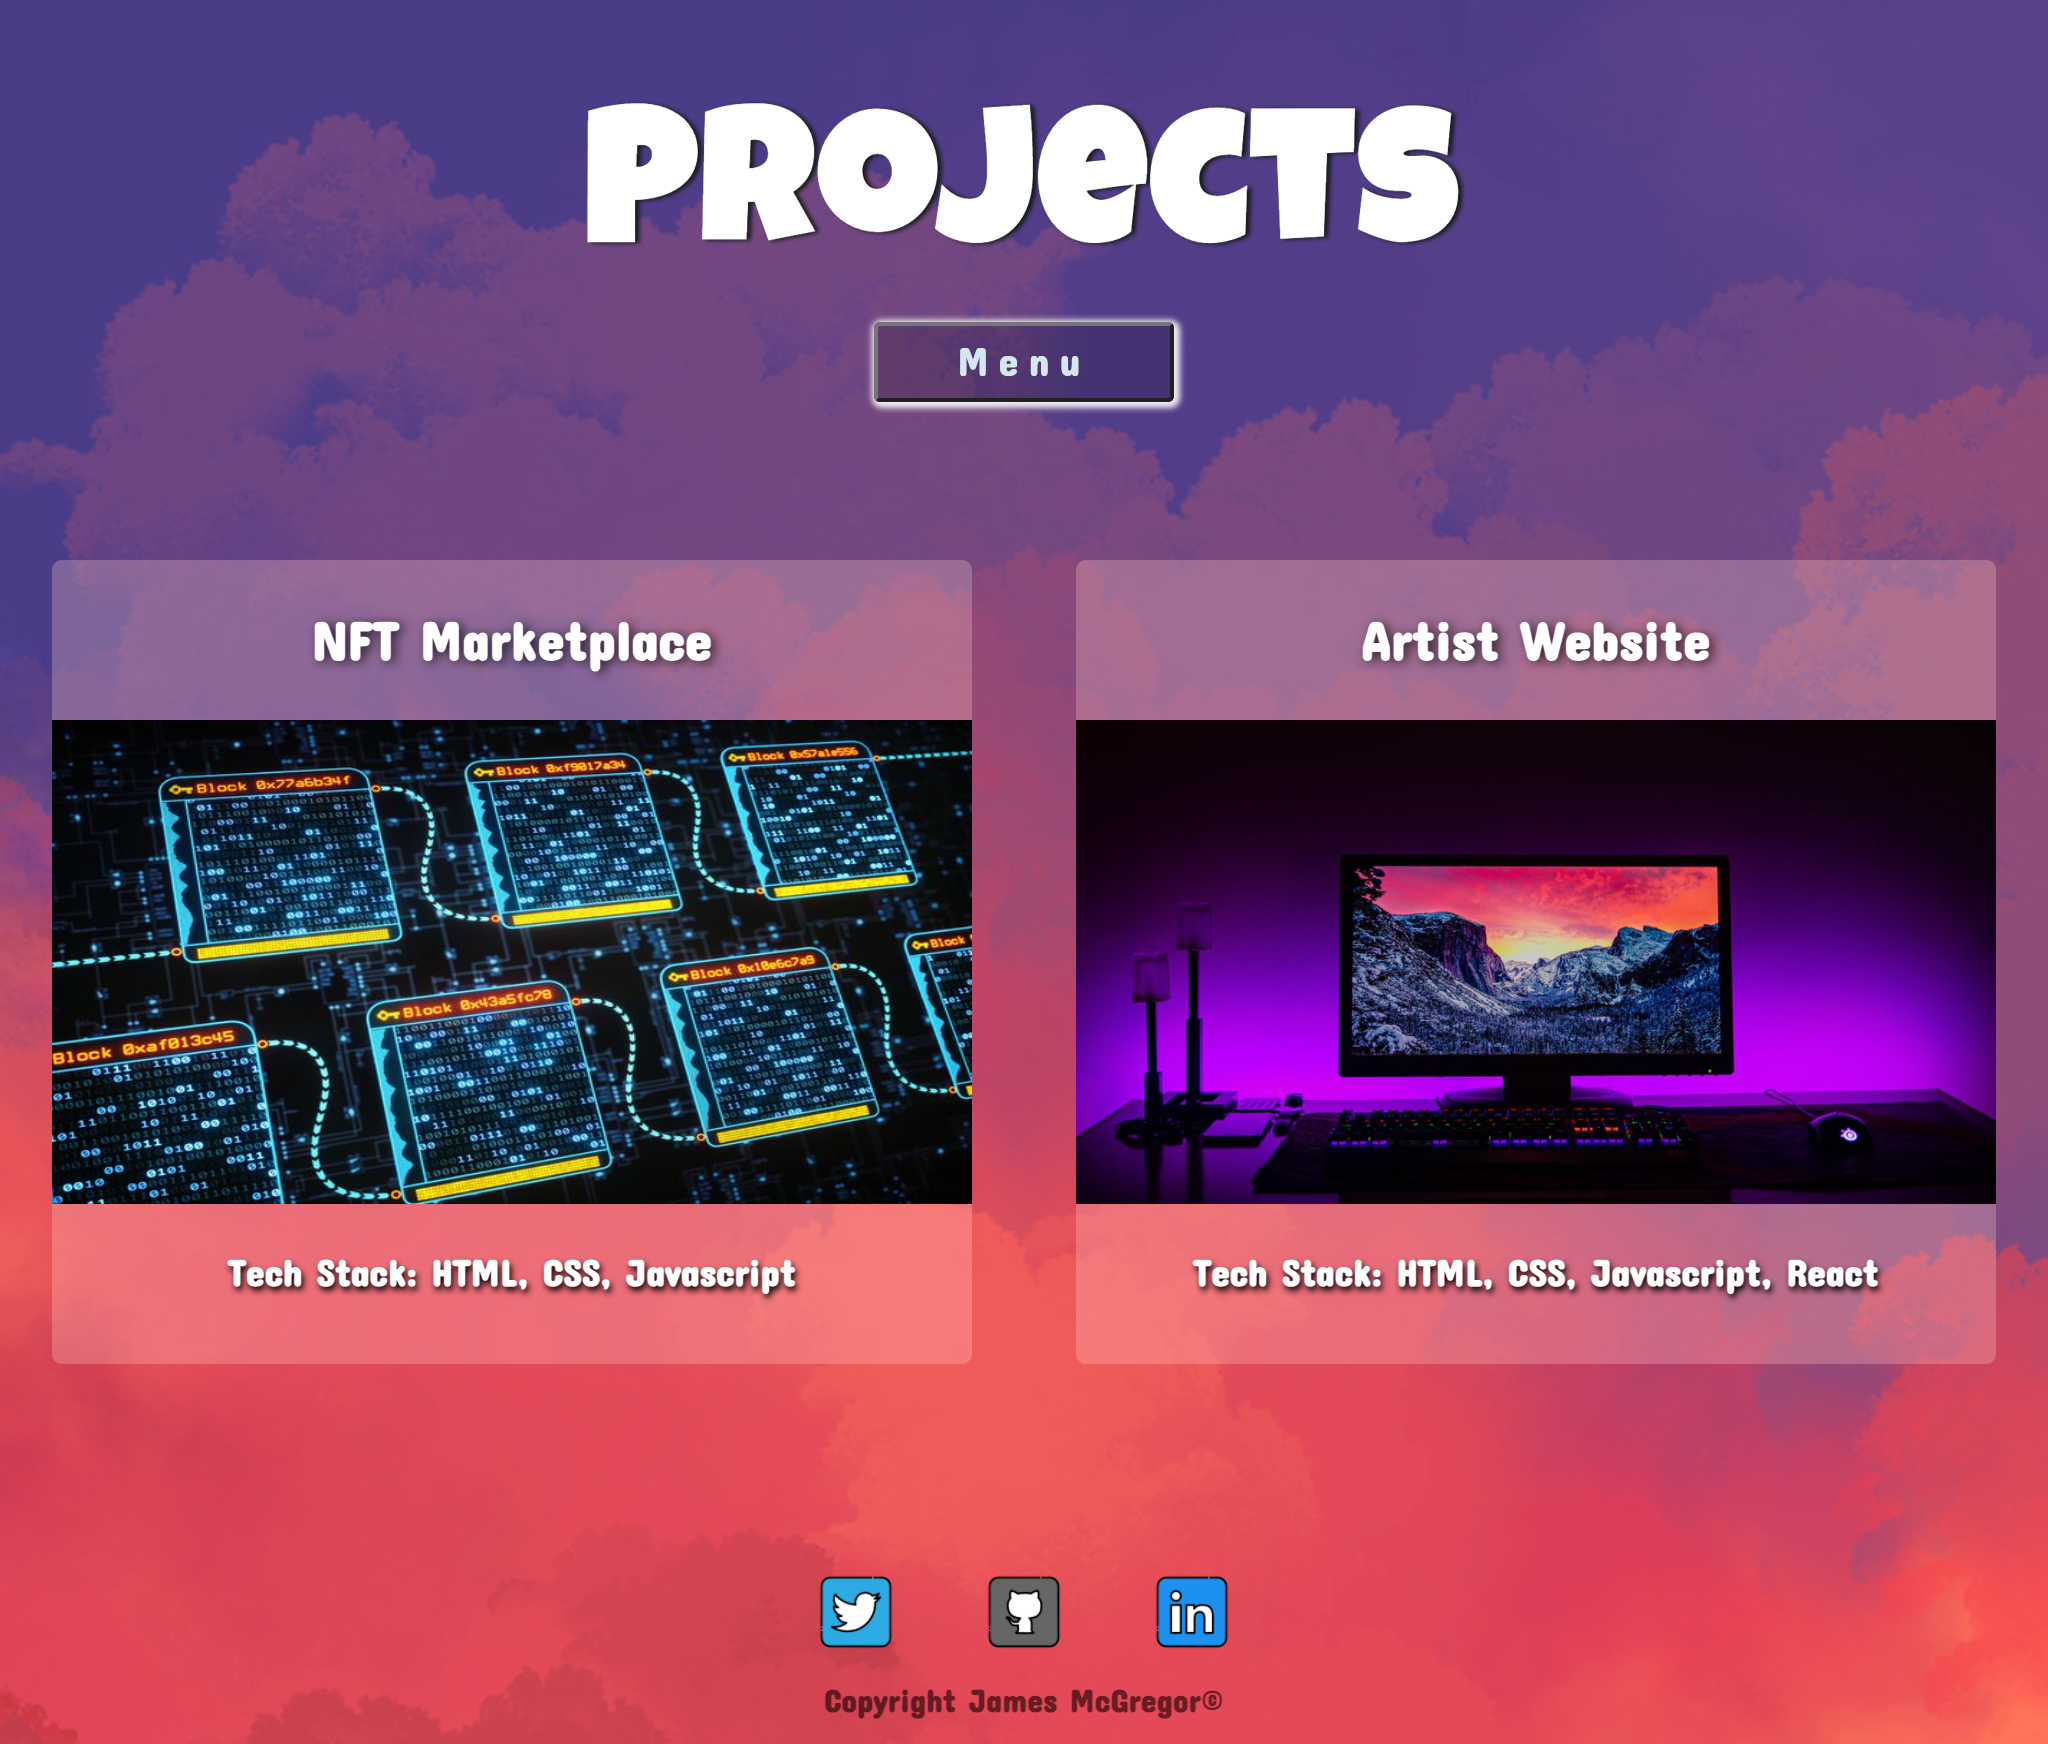 PROJECTS
Menu
NFT Marketplace
Artist Website
Block 0x77a6b34f
Block 0xf9017a34
Block 0x57a1e556
Block 0xaf013c45
Block 0x43a5fc78
Block 0x10e6c7a9
Block
Tech Stack: HTML, CSS, Javascript
Tech Stack: HTML, CSS, Javascript, React
in
Copyright James McGregor©